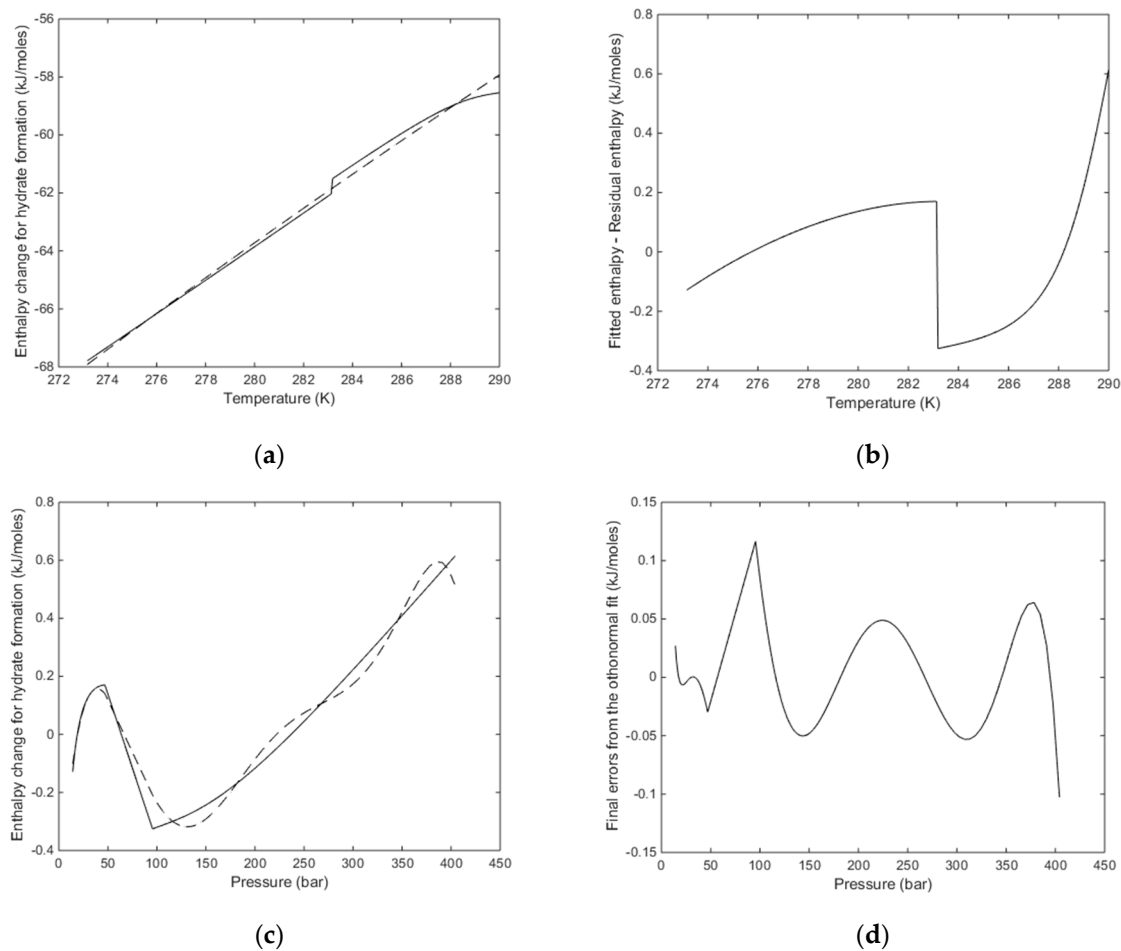 Enthalpy change for hydrate formation (kJ/moles)
-56
-58
-60
-62
-64
-66
-68
272 274 276 278 280 282 284 286 288 290
Temperature (K)
(a)
Fitted enthalpy - Residual enthalpy (kJ/moles)
0.8
0.6
0.4
0.2
0
-0.2
-0.4
272 274 276 278 280 282 284 286 288 290
Temperature (K)
(b)
Enthalpy change for hydrate formation (kJ/moles)
0.8
0.6
0.4
0.2
0
-0.2
-0.4
0 50 100 150 200 250 300 350 400 450
Pressure (bar)
(c)
Final errors from the othonormal fit (kJ/moles)
0.15
0.1
0.05
0
-0.05
-0.1
-0.15
0 50 100 150 200 250 300 350 400 450
Pressure (bar)
(d)